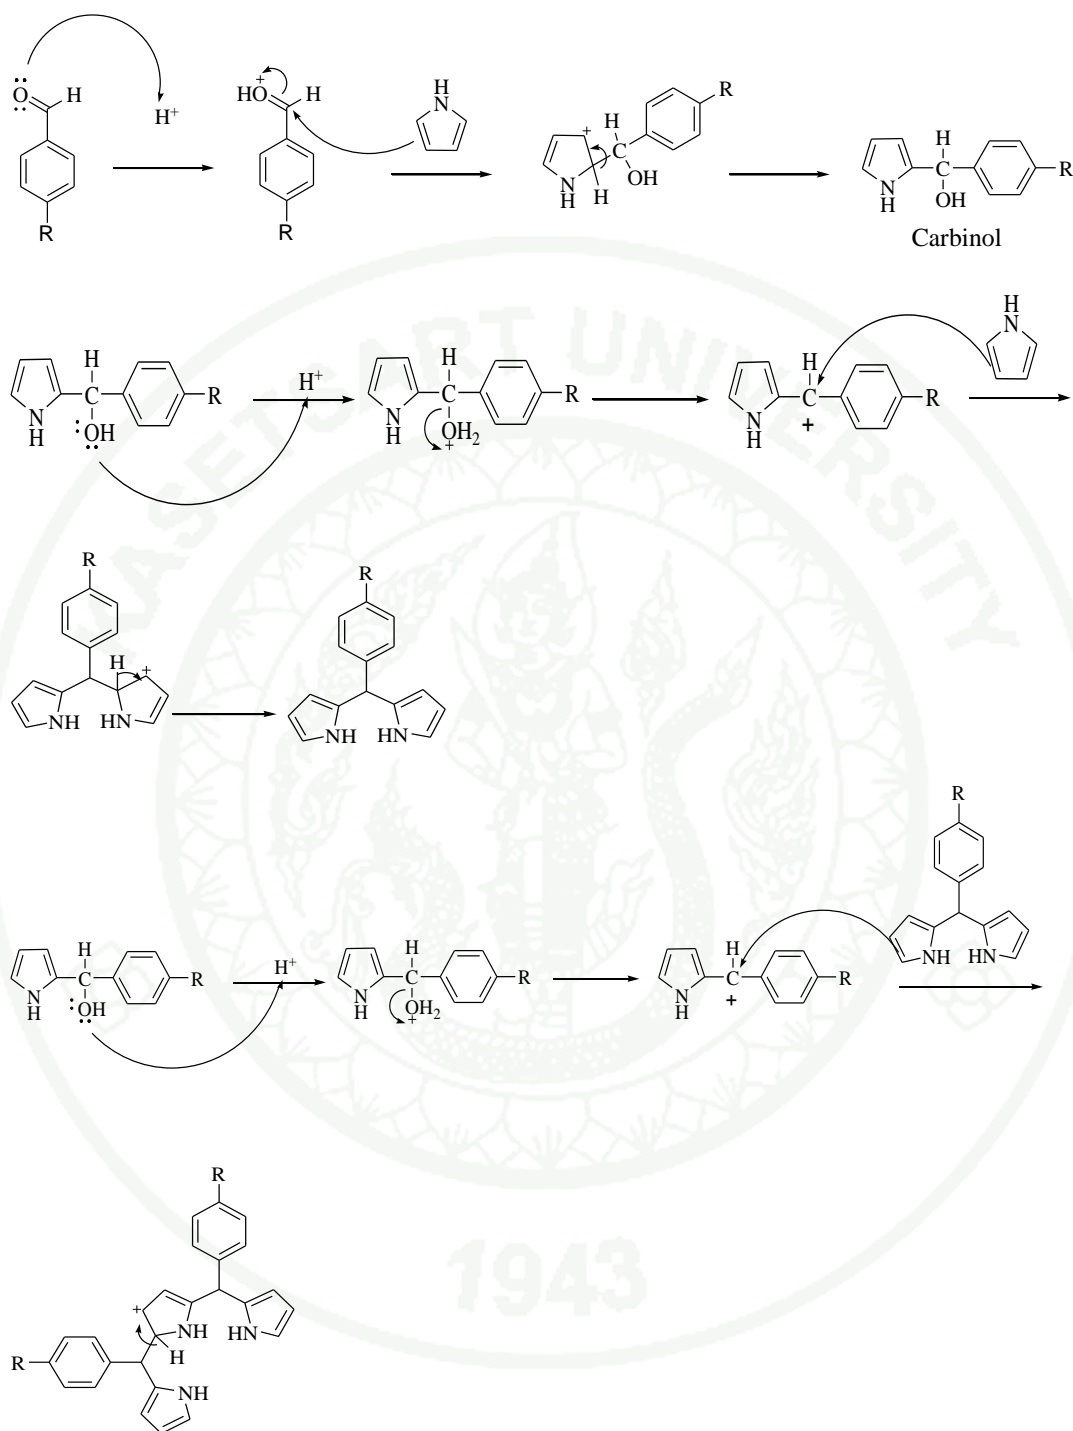 O H H+ R
HO + H R
H N
+ H C OH N H H R
H C OH N H R
Carbinol
H C :OH N H R H+
H C OH2 + N H R
H C + N H R
H N
R H + NH HN
R NH HN
R NH HN
H C :OH N H R H+
H C OH2 + N H R
H C + N H R
R + NH HN H R NH
KASETSART UNIVERSITY
1943